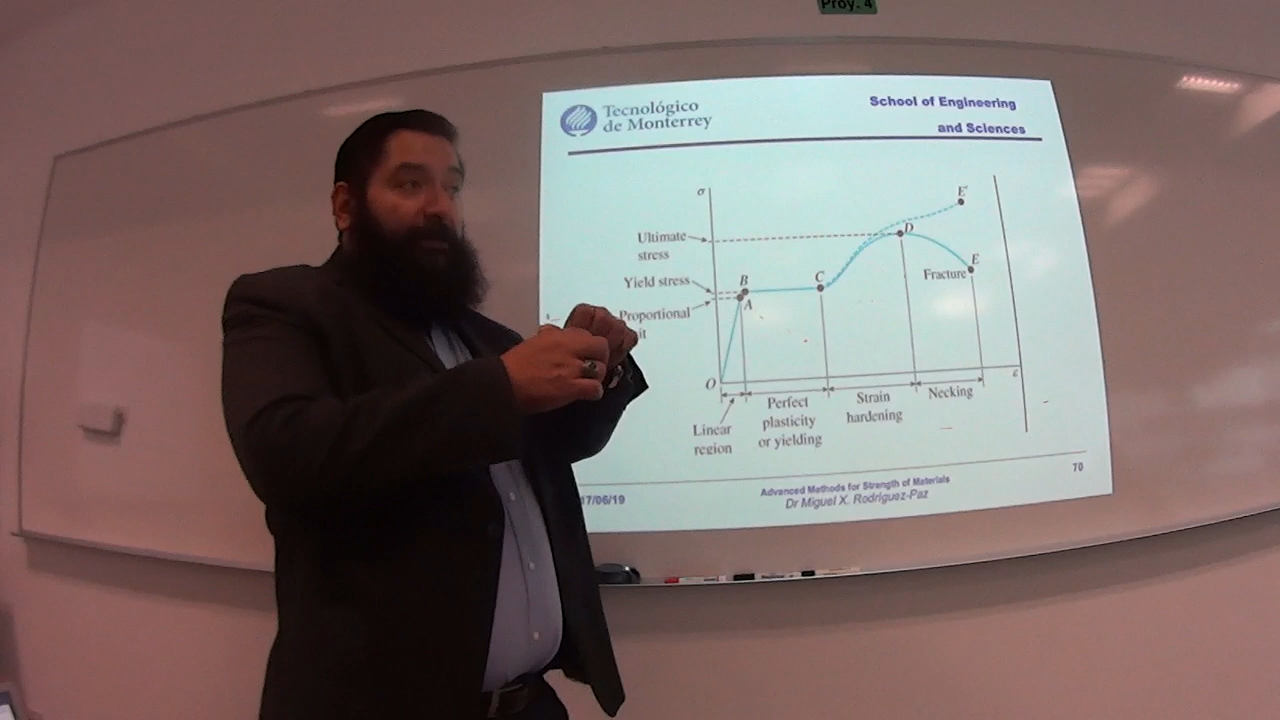 Proy. 4
Tecnológico
de Monterrey
School of Engineering
and Sciences
σ
E'
Ultimate
stress
D
Yield stress
B
C
E
Fracture
A
Proportional
O
ε
Linear
region
Perfect
plasticity
or yielding
Strain
hardening
Necking
17/06/19
Advanced Methods for Strength of Materials
Dr Miguel X. Rodríguez-Paz
70